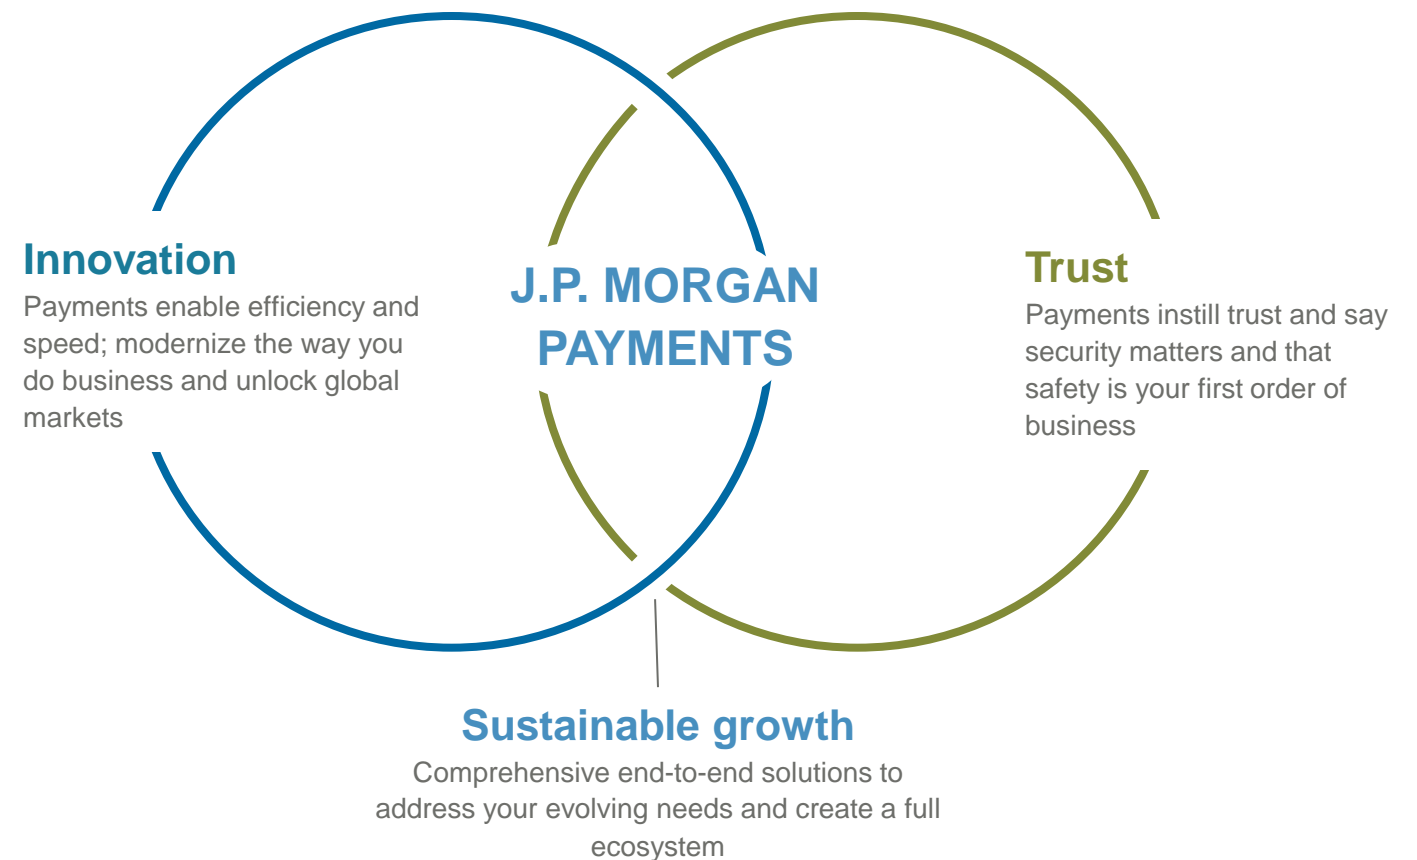 Innovation
Payments enable efficiency and
speed; modernize the way you
do business and unlock global
markets
J.P. MORGAN
PAYMENTS
Trust
Payments instill trust and say
security matters and that
safety is your first order of
business
Sustainable growth
Comprehensive end-to-end solutions to
address your evolving needs and create a full
ecosystem